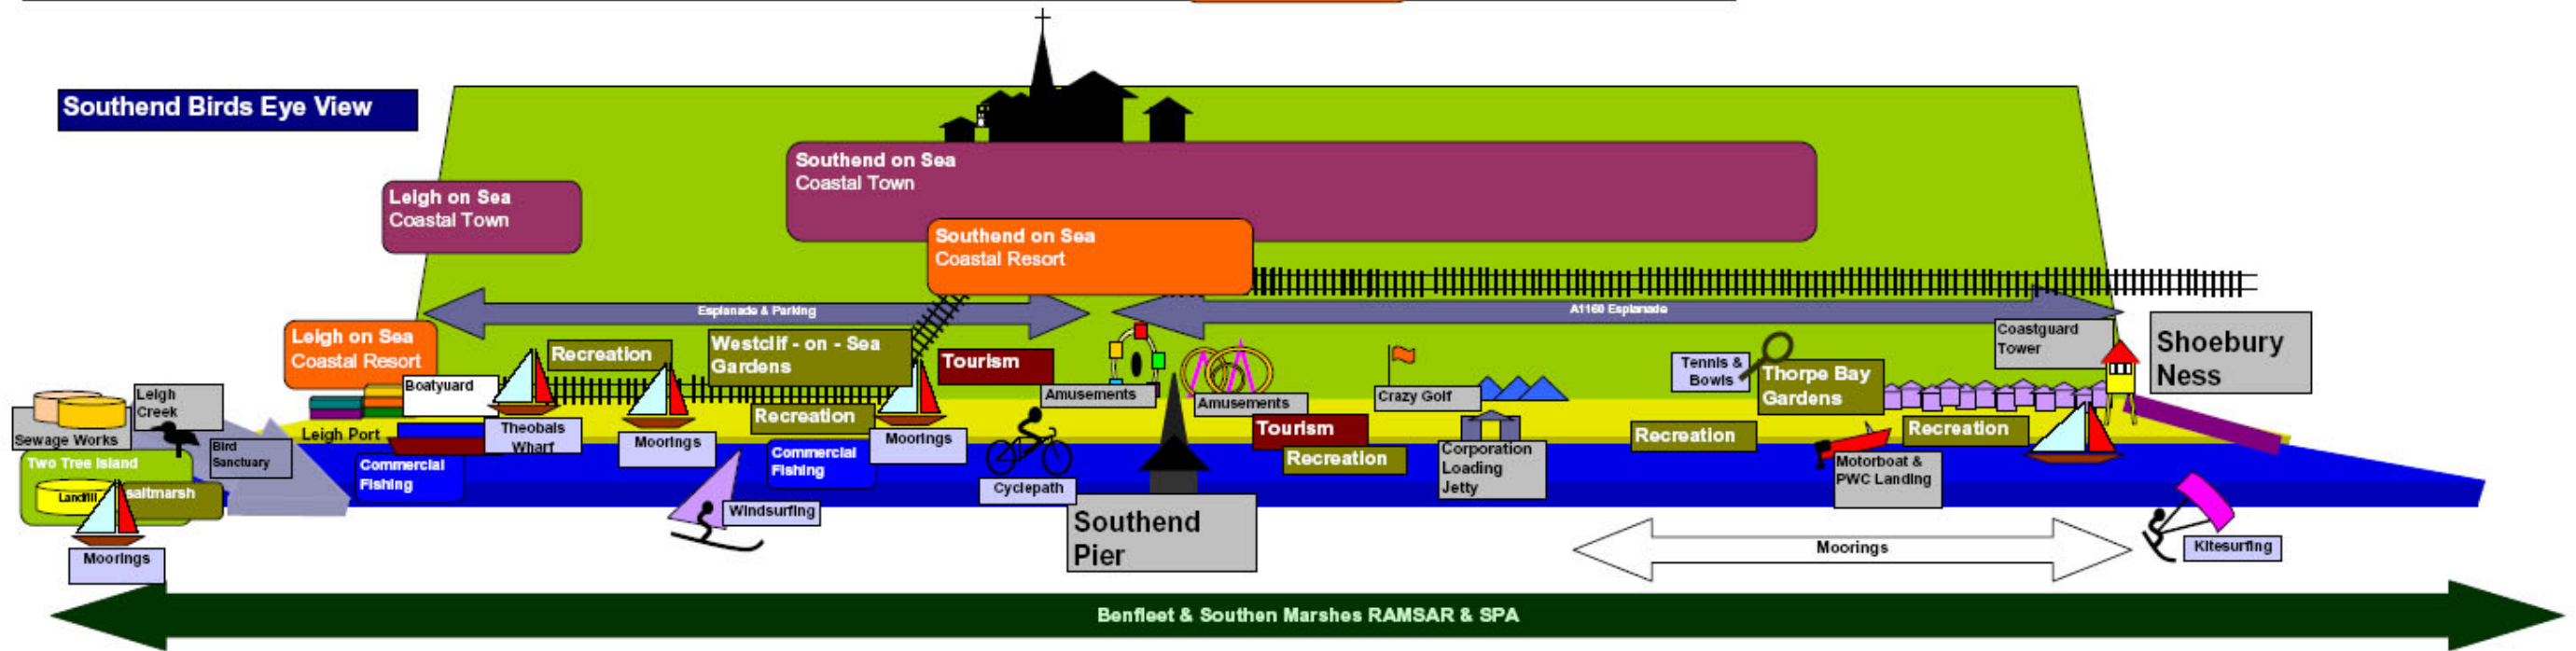 Southend Birds Eye View
Southend on Sea
Coastal Town
Leigh on Sea
Coastal Town
Southend on Sea
Coastal Resort
Esplanade & Parking
A1160 Esplanade
Leigh on Sea
Coastal Resort
Recreation
Westclif - on - Sea
Gardens
Tourism
Coastguard
Tower
Shoebury
Ness
Tennis &
Bowls
Thorpe Bay
Gardens
Boatyard
Leigh
Creek
Amusements
Amusements
Crazy Golf
Sewage Works
Leigh Port
Theobals
Wharf
Moorings
Recreation
Moorings
Tourism
Recreation
Recreation
Recreation
Bird
Sanctuary
Two Tree Island
Landfill
saltmarsh
Commercial
Fishing
Commercial
Fishing
Corporation
Loading
Jetty
Motorboat &
PWC Landing
Cyclepath
Windsurfing
Southend
Pier
Moorings
Moorings
Kitesurfing
Benfleet & Southen Marshes RAMSAR & SPA